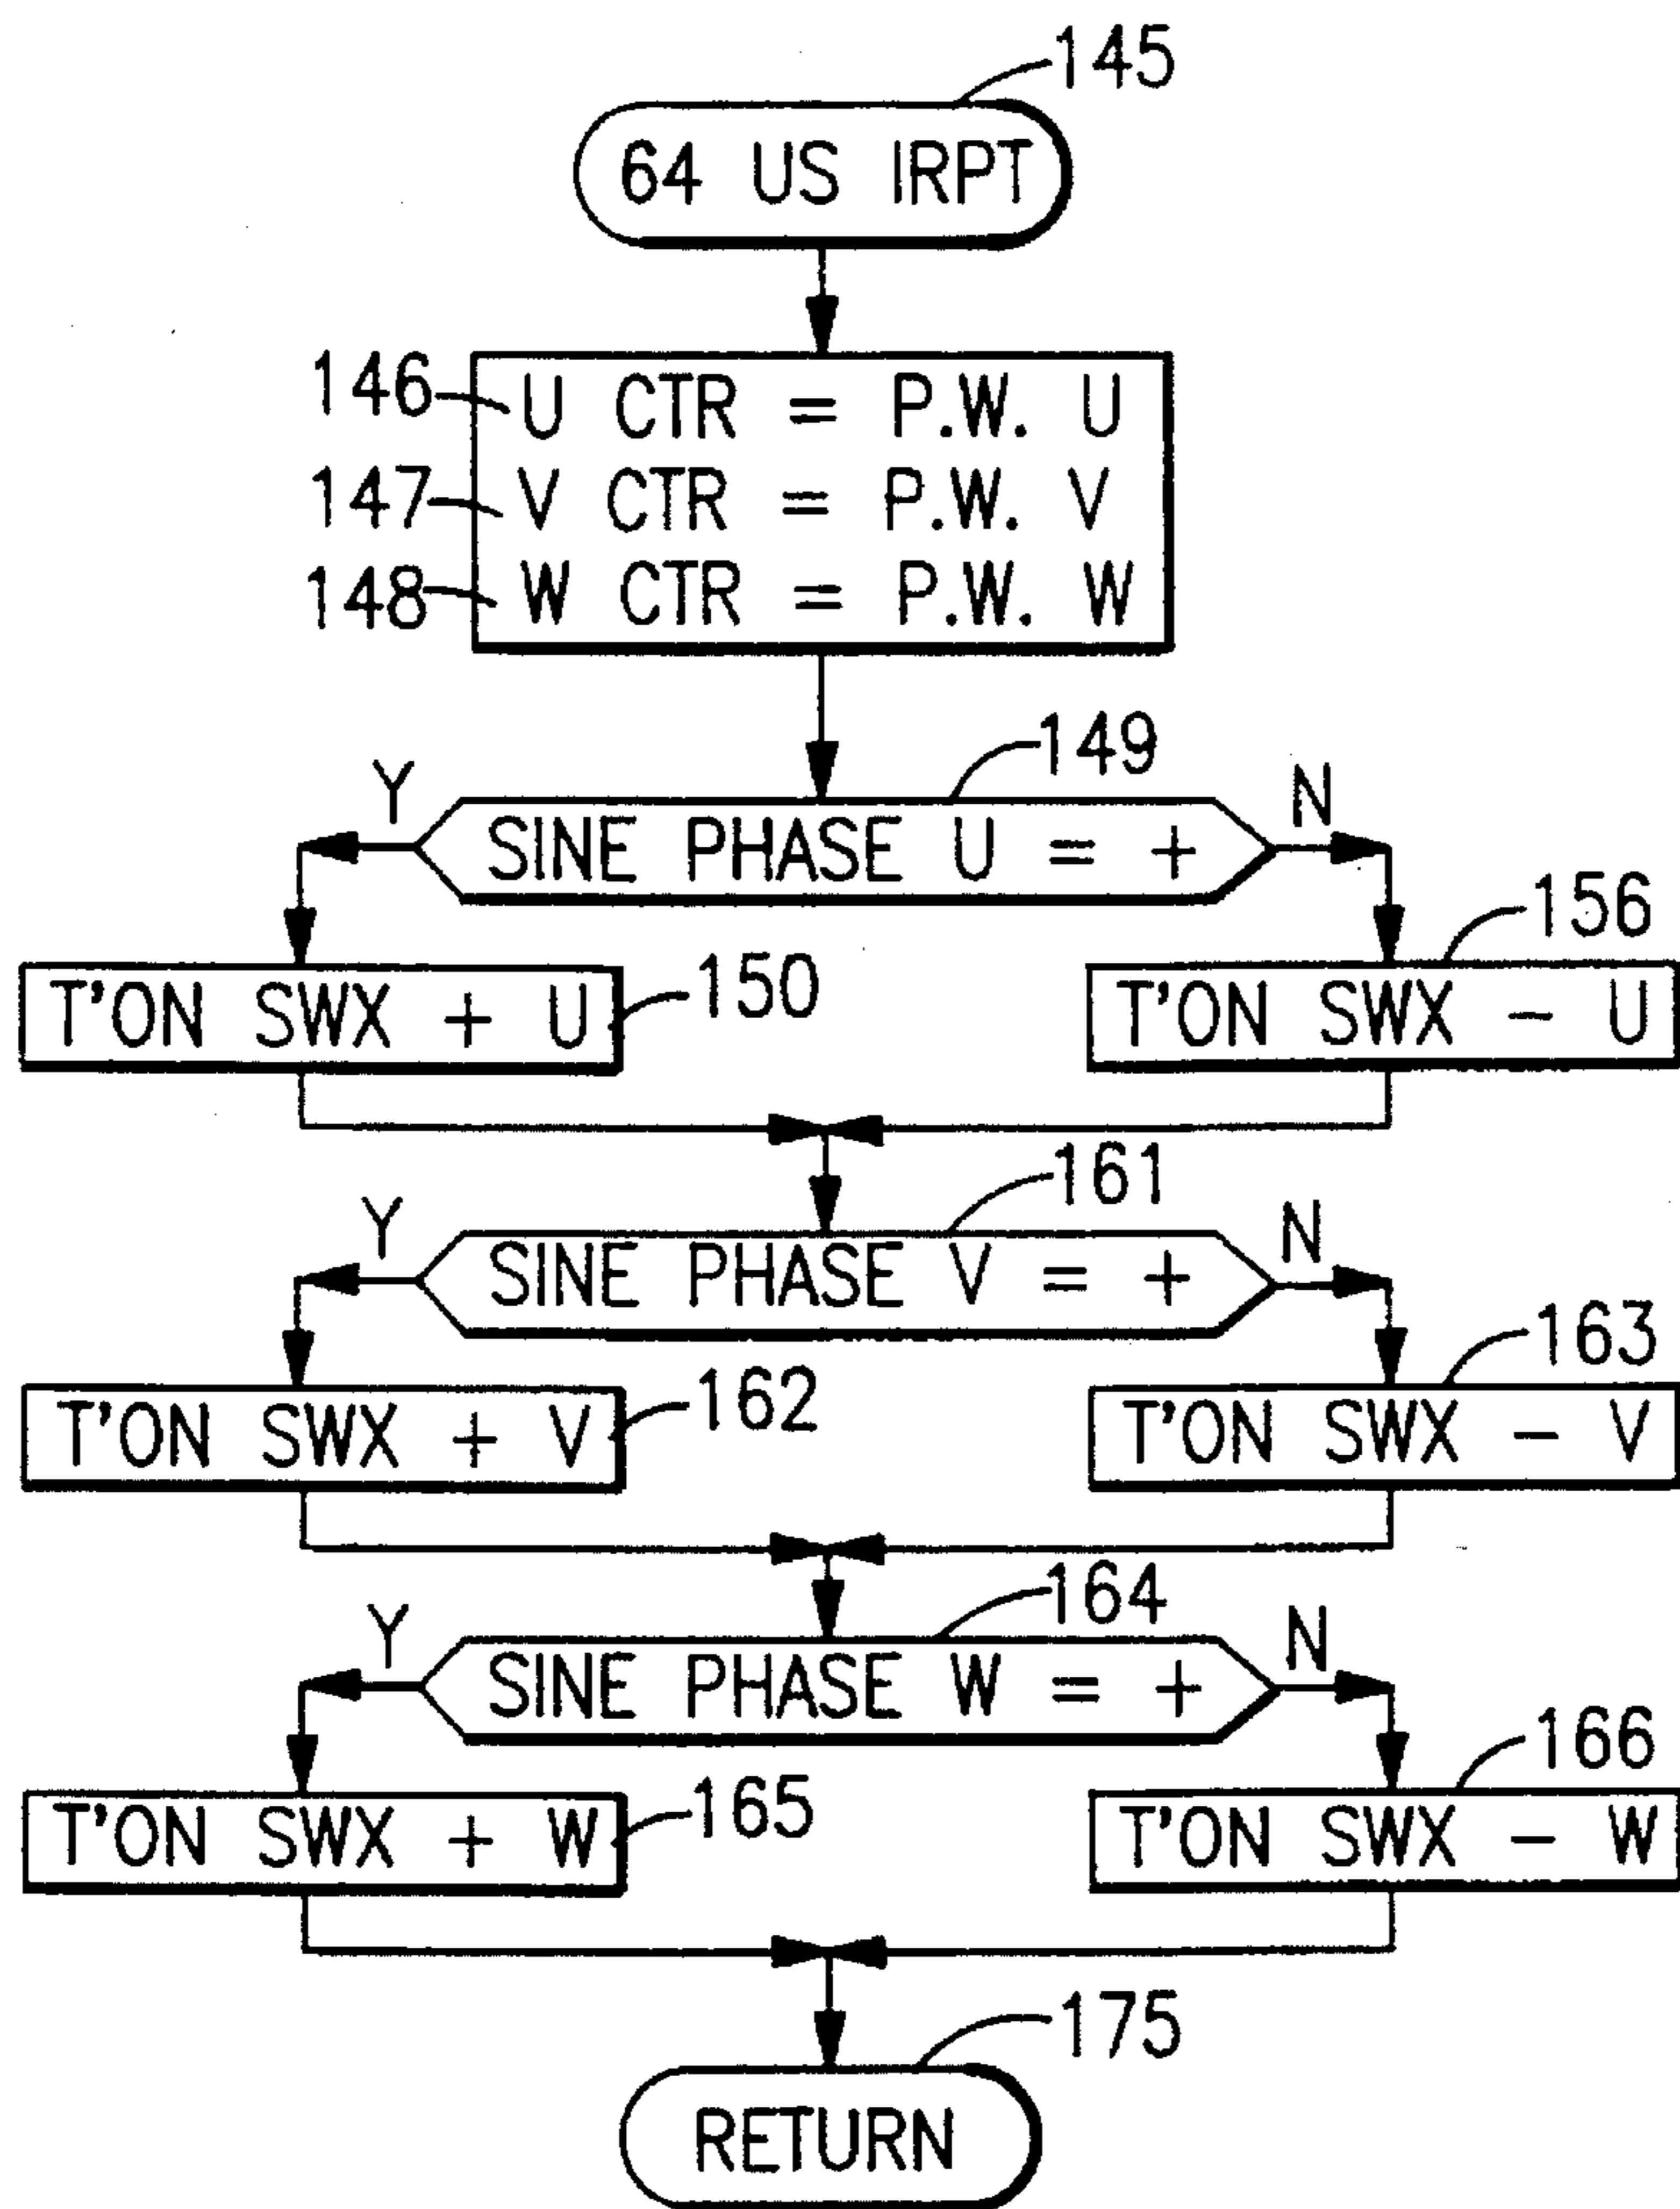 145
64 US IRPT
146 U CTR = P.W. U
147 V CTR = P.W. V
148 W CTR = P.W. W
149
Y SINE PHASE U = + N
156
T'ON SWX + U 150
T'ON SWX - U
161
Y SINE PHASE V = + N
163
T'ON SWX + V 162
T'ON SWX - V
164
Y SINE PHASE W = + N
166
T'ON SWX + W 165
T'ON SWX - W
175
RETURN